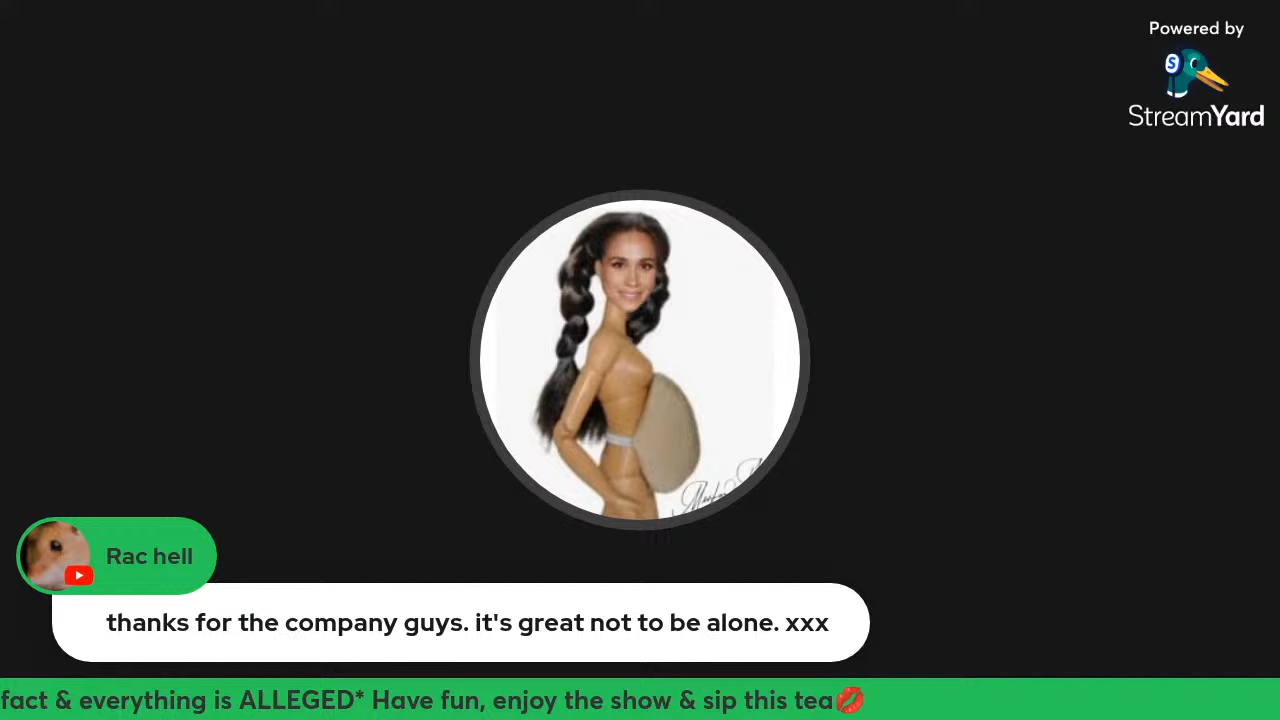 Powered by
S
StreamYard
Rac hell
thanks for the company guys. it's great not to be alone. xxx
fact & everything is ALLEGED* Have fun, enjoy the show & sip this tea💋